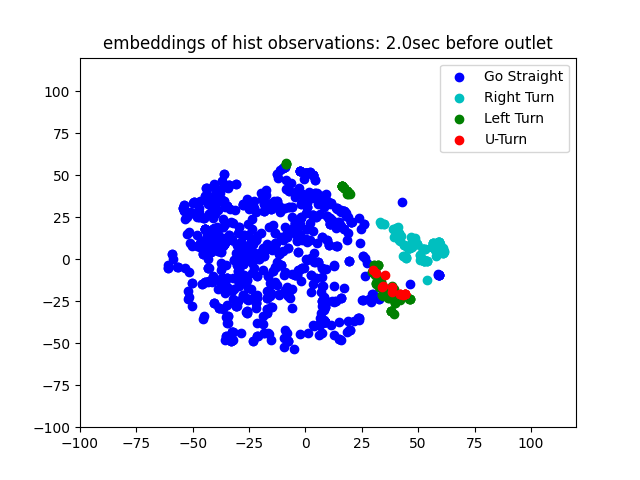 embeddings of hist observations: 2.0sec before outlet
Go Straight
Right Turn
Left Turn
U-Turn
100
75
50
25
0
−25
−50
−75
−100
−100 −75 −50 −25 0 25 50 75 100